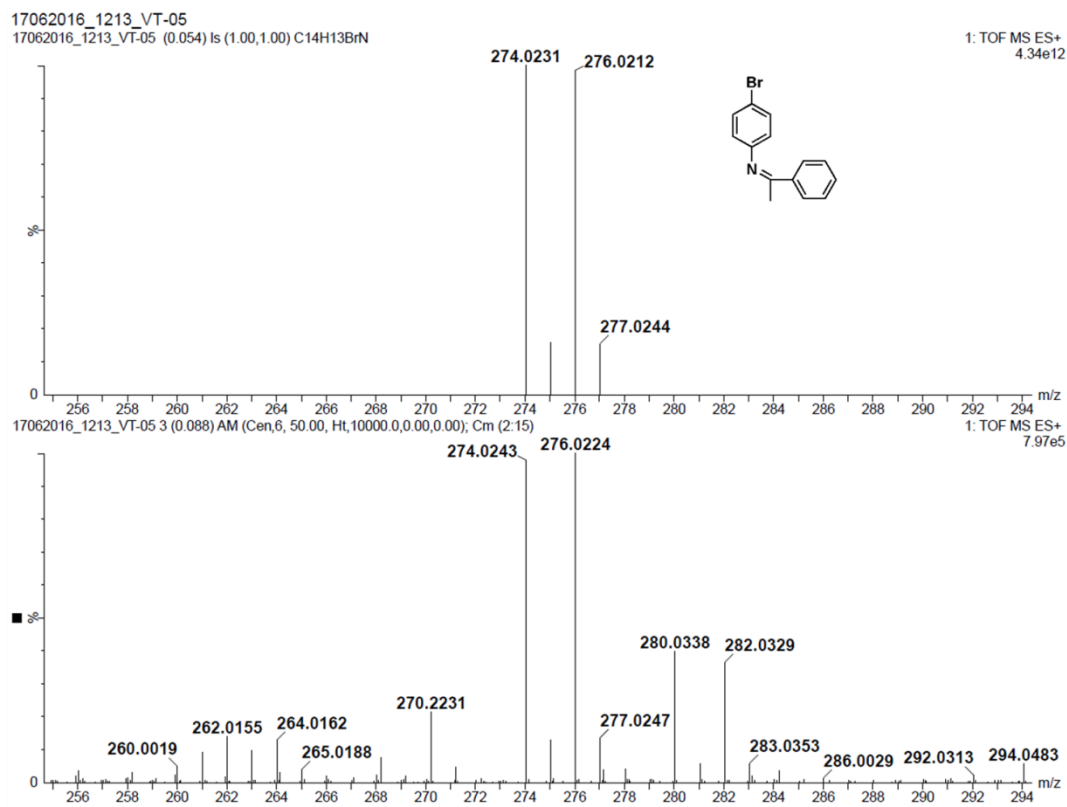 17062016_1213_VT-05
17062016_1213_VT-05 (0.054) Is (1.00,1.00) C14H13BrN
1: TOF MS ES+
4.34e12
274.0231
276.0212
277.0244
Br
N
%
0
256 258 260 262 264 266 268 270 272 274 276 278 280 282 284 286 288 290 292 294 m/z
17062016_1213_VT-05 3 (0.088) AM (Cen,6, 50.00, Ht,10000.0,0.00,0.00); Cm (2:15)
1: TOF MS ES+
7.97e5
276.0224
274.0243
280.0338
282.0329
270.2231
277.0247
262.0155
264.0162
260.0019
265.0188
283.0353
286.0029
292.0313
294.0483
%
0
256 258 260 262 264 266 268 270 272 274 276 278 280 282 284 286 288 290 292 294 m/z